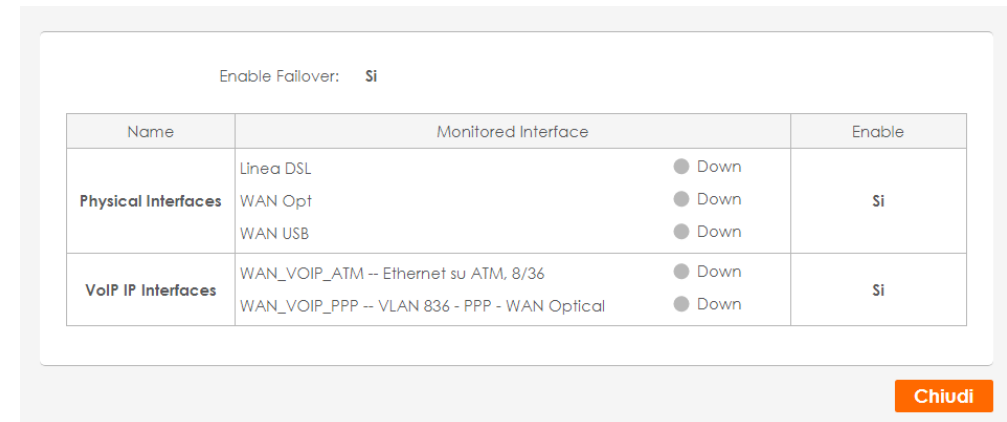 Enable Failover: Si
Name Monitored Interface Enable
Linea DSL Down
Physical Interfaces WAN Opt Down Si
WAN USB Down
WAN_VOIP_ATM -- Ethernet su ATM, 8/36 Down
VoIP IP Interfaces Si
WAN_VOIP_PPP -- VLAN 836 - PPP - WAN Optical Down
Chiudi